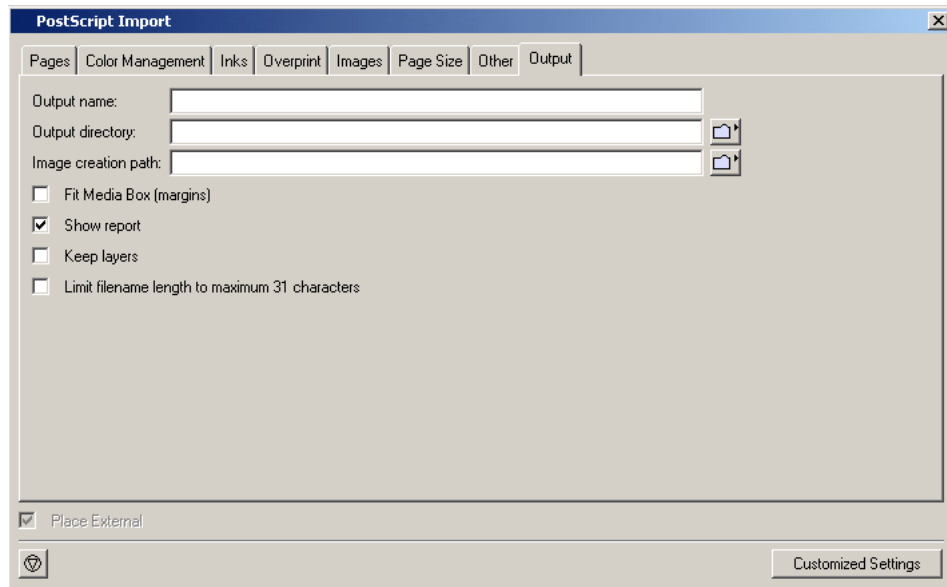 PostScript Import
Pages Color Management Inks Overprint Images Page Size Other Output
Output name:
Output directory:
Image creation path:
Fit Media Box (margins)
Show report
Keep layers
Limit filename length to maximum 31 characters
Place External
Customized Settings